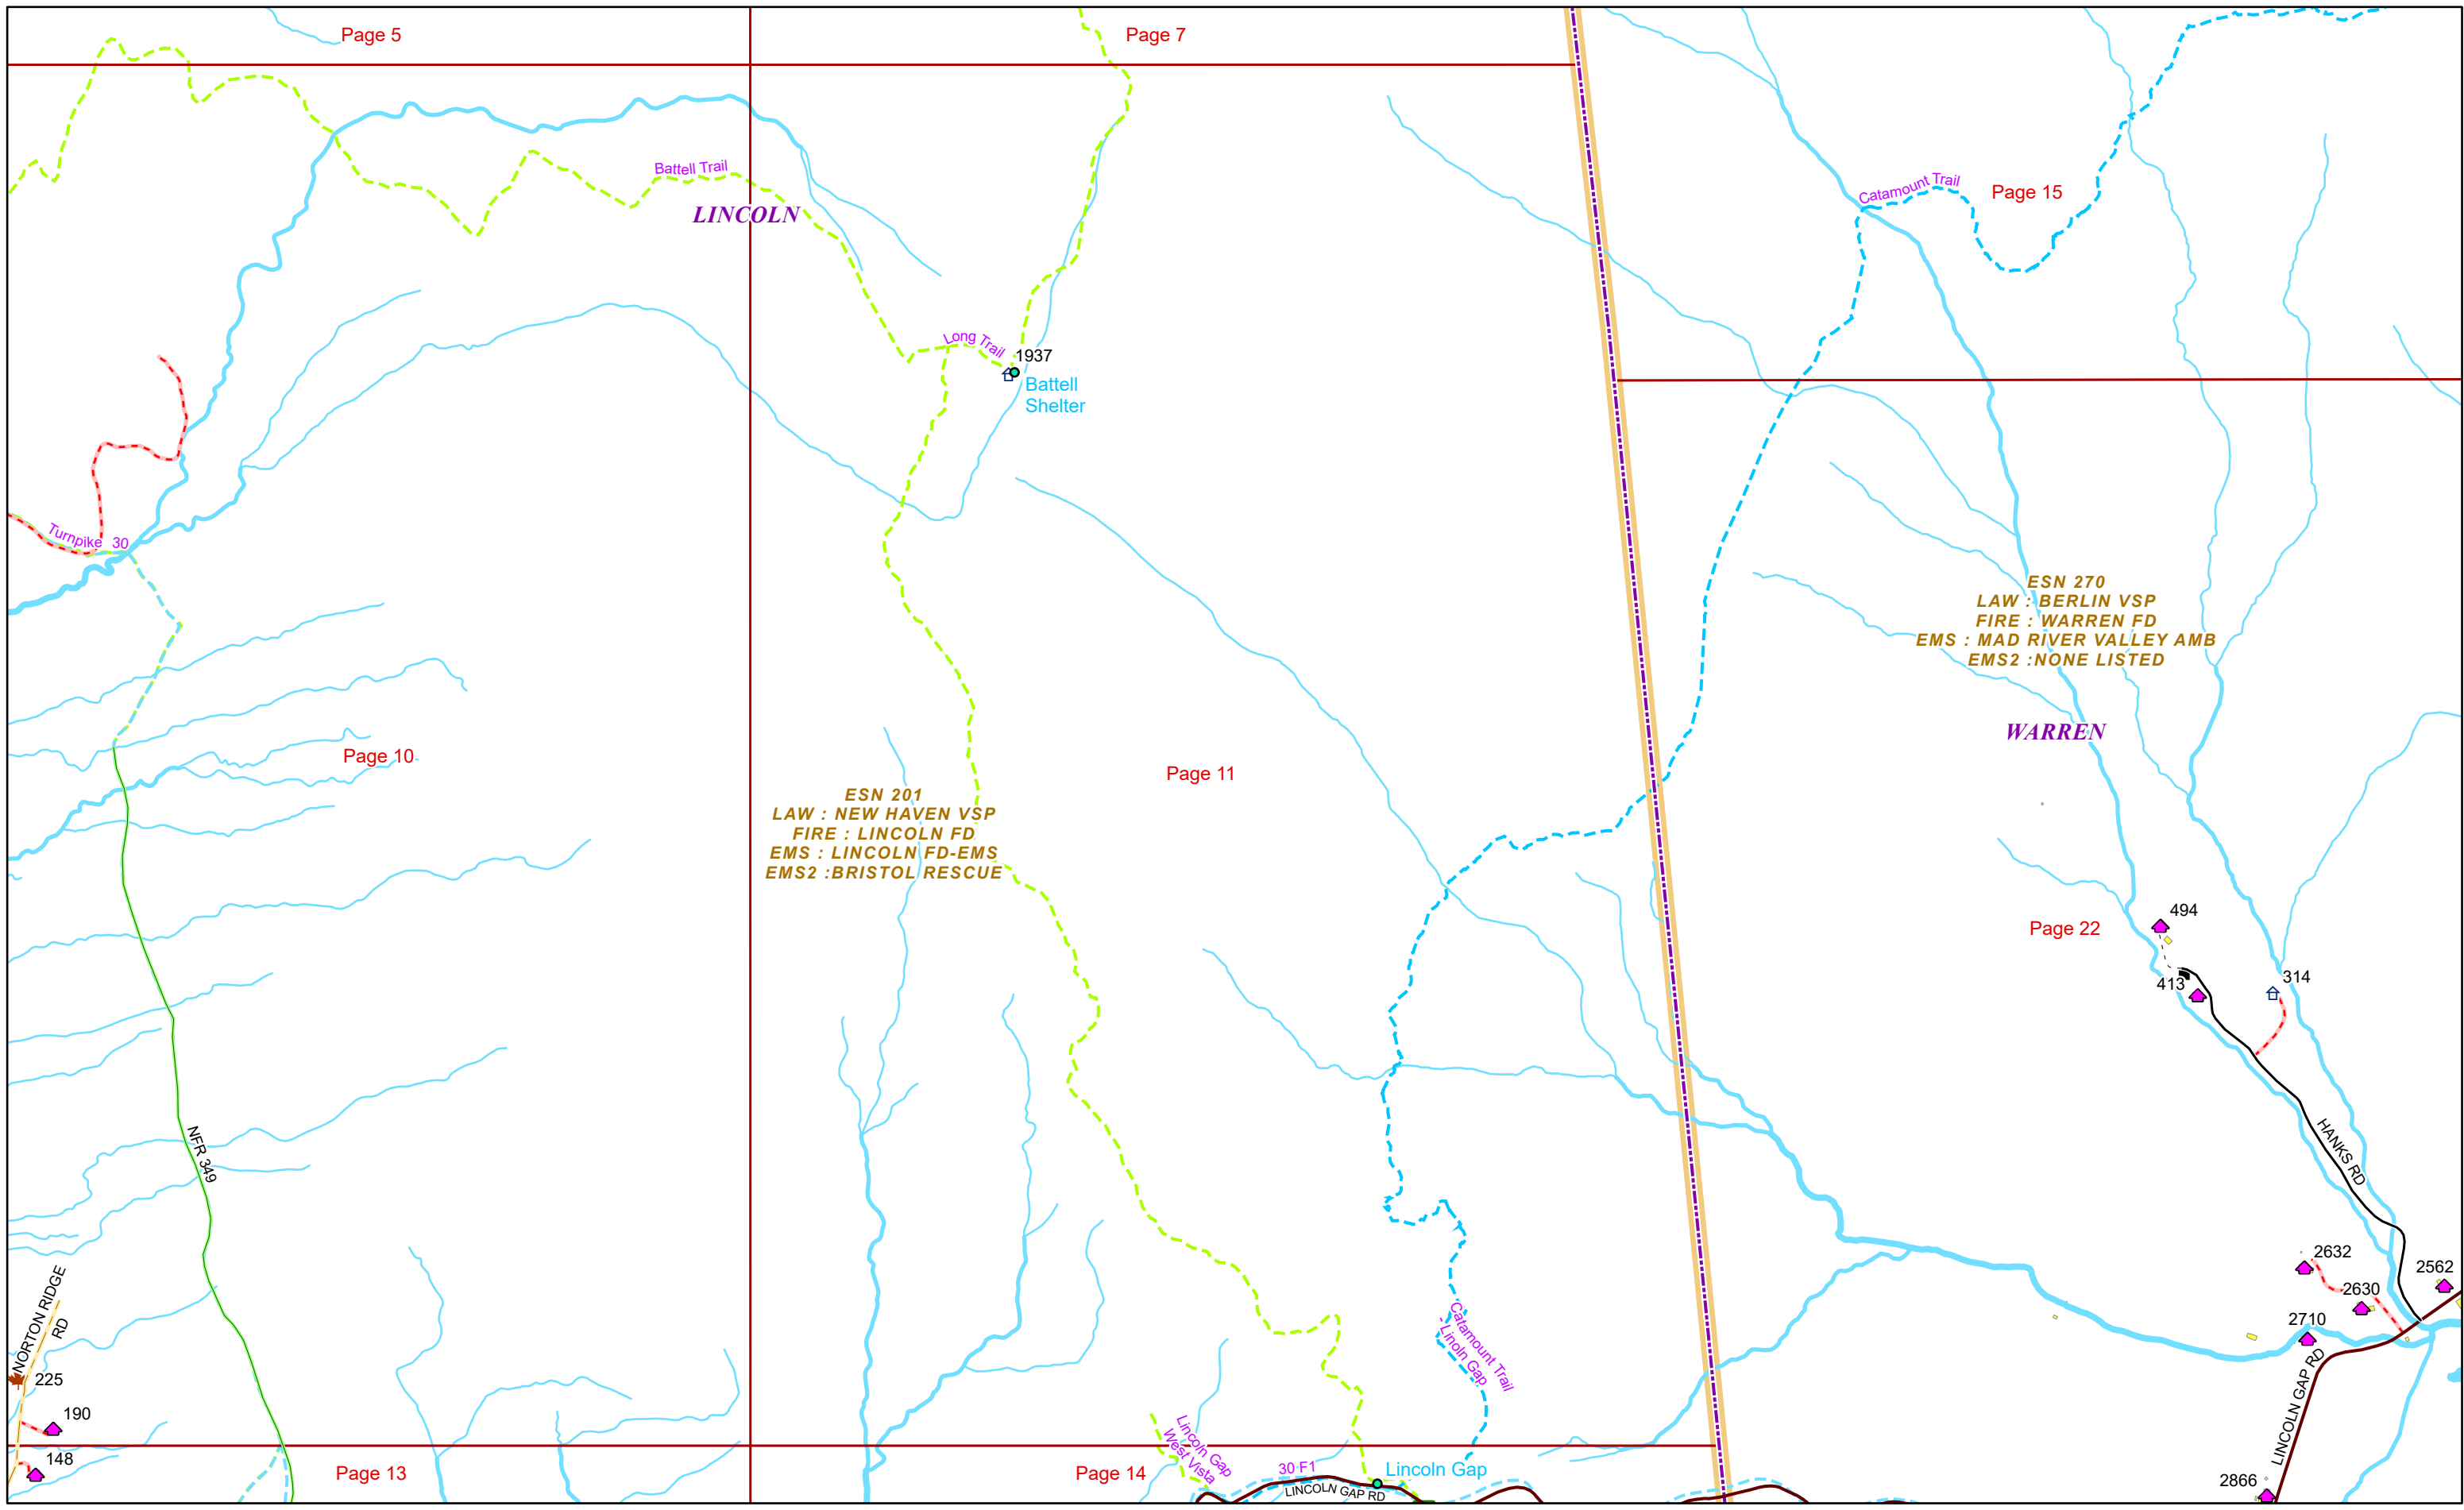 Page 5
Page 7
Battell Trail
LINCOLN
Catamount Trail
Page 15
Long Trail
1937
Battell
Shelter
Turnpike 30
ESN 270
LAW : BERLIN VSP
FIRE : WARREN FD
EMS : MAD RIVER VALLEY AMB
EMS2 :NONE LISTED
WARREN
Page 10
Page 11
ESN 201
LAW : NEW HAVEN VSP
FIRE : LINCOLN FD
EMS : LINCOLN FD-EMS
EMS2 :BRISTOL RESCUE
494
Page 22
413
314
NFR 349
HANKS RD
NORTON RIDGE
RD
2632
2562
2630
2710
Catamount Trail
- Linoln Gap
225
190
148
LINCOLN GAP RD
Lincoln Gap
West Vista
Page 13
Page 14
30 F1
Lincoln Gap
LINCOLN GAP RD
2866